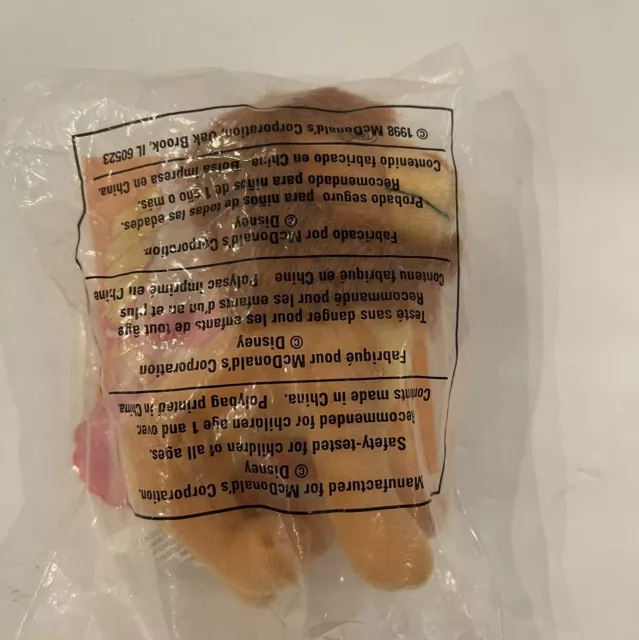 Manufactured for McDonald's Corporation.
© Disney
Safety-tested for children of all ages.
Recommended for children age 1 and over.
Contents made in China. Polybag printed in China.
Fabriqué pour McDonald's Corporation
© Disney
Testé sans danger pour les enfants de tout âge
Recommandé pour les enfants d'un an et plus
Contenu fabriqué en Chine Polysac imprimé en Chine
Fabricado por McDonald's Corporation.
© Disney
Probado seguro para niños de todas las edades.
Recomendado para niños de 1 año o más.
Contenido fabricado en China. Bolsa impresa en China.
© 1998 McDonald's Corporation, Oak Brook, IL 60523